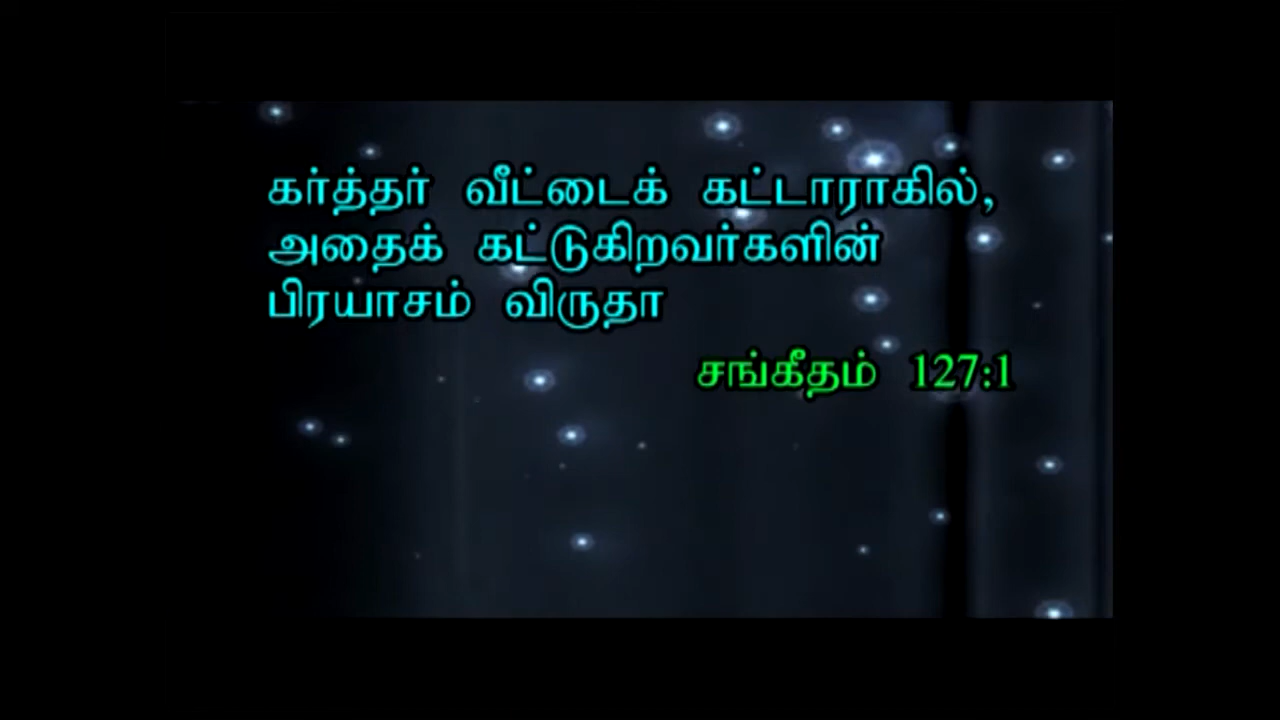 கர்த்தர் வீட்டைக் கட்டாராகில்,
அதைக் கட்டுகிறவர்களின்
பிரயாசம் விருதா
சங்கீதம் 127:1